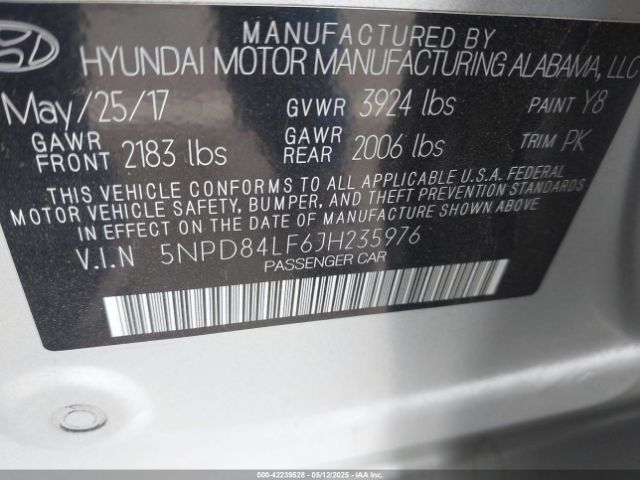 MANUFACTURED BY
HYUNDAI MOTOR MANUFACTURING ALABAMA, LLC
May/25/17 GVWR 3924 lbs PAINT Y8
GAWR FRONT 2183 lbs GAWR REAR 2006 lbs TRIM PK
THIS VEHICLE CONFORMS TO ALL APPLICABLE U.S.A. FEDERAL
MOTOR VEHICLE SAFETY, BUMPER, AND THEFT PREVENTION STANDARDS
IN EFFECT ON THE DATE OF MANUFACTURE SHOWN ABOVE.
V.I.N 5NPD84LF6JH235976
PASSENGER CAR
000-42239528 - 05/12/2025 - IAAI.com